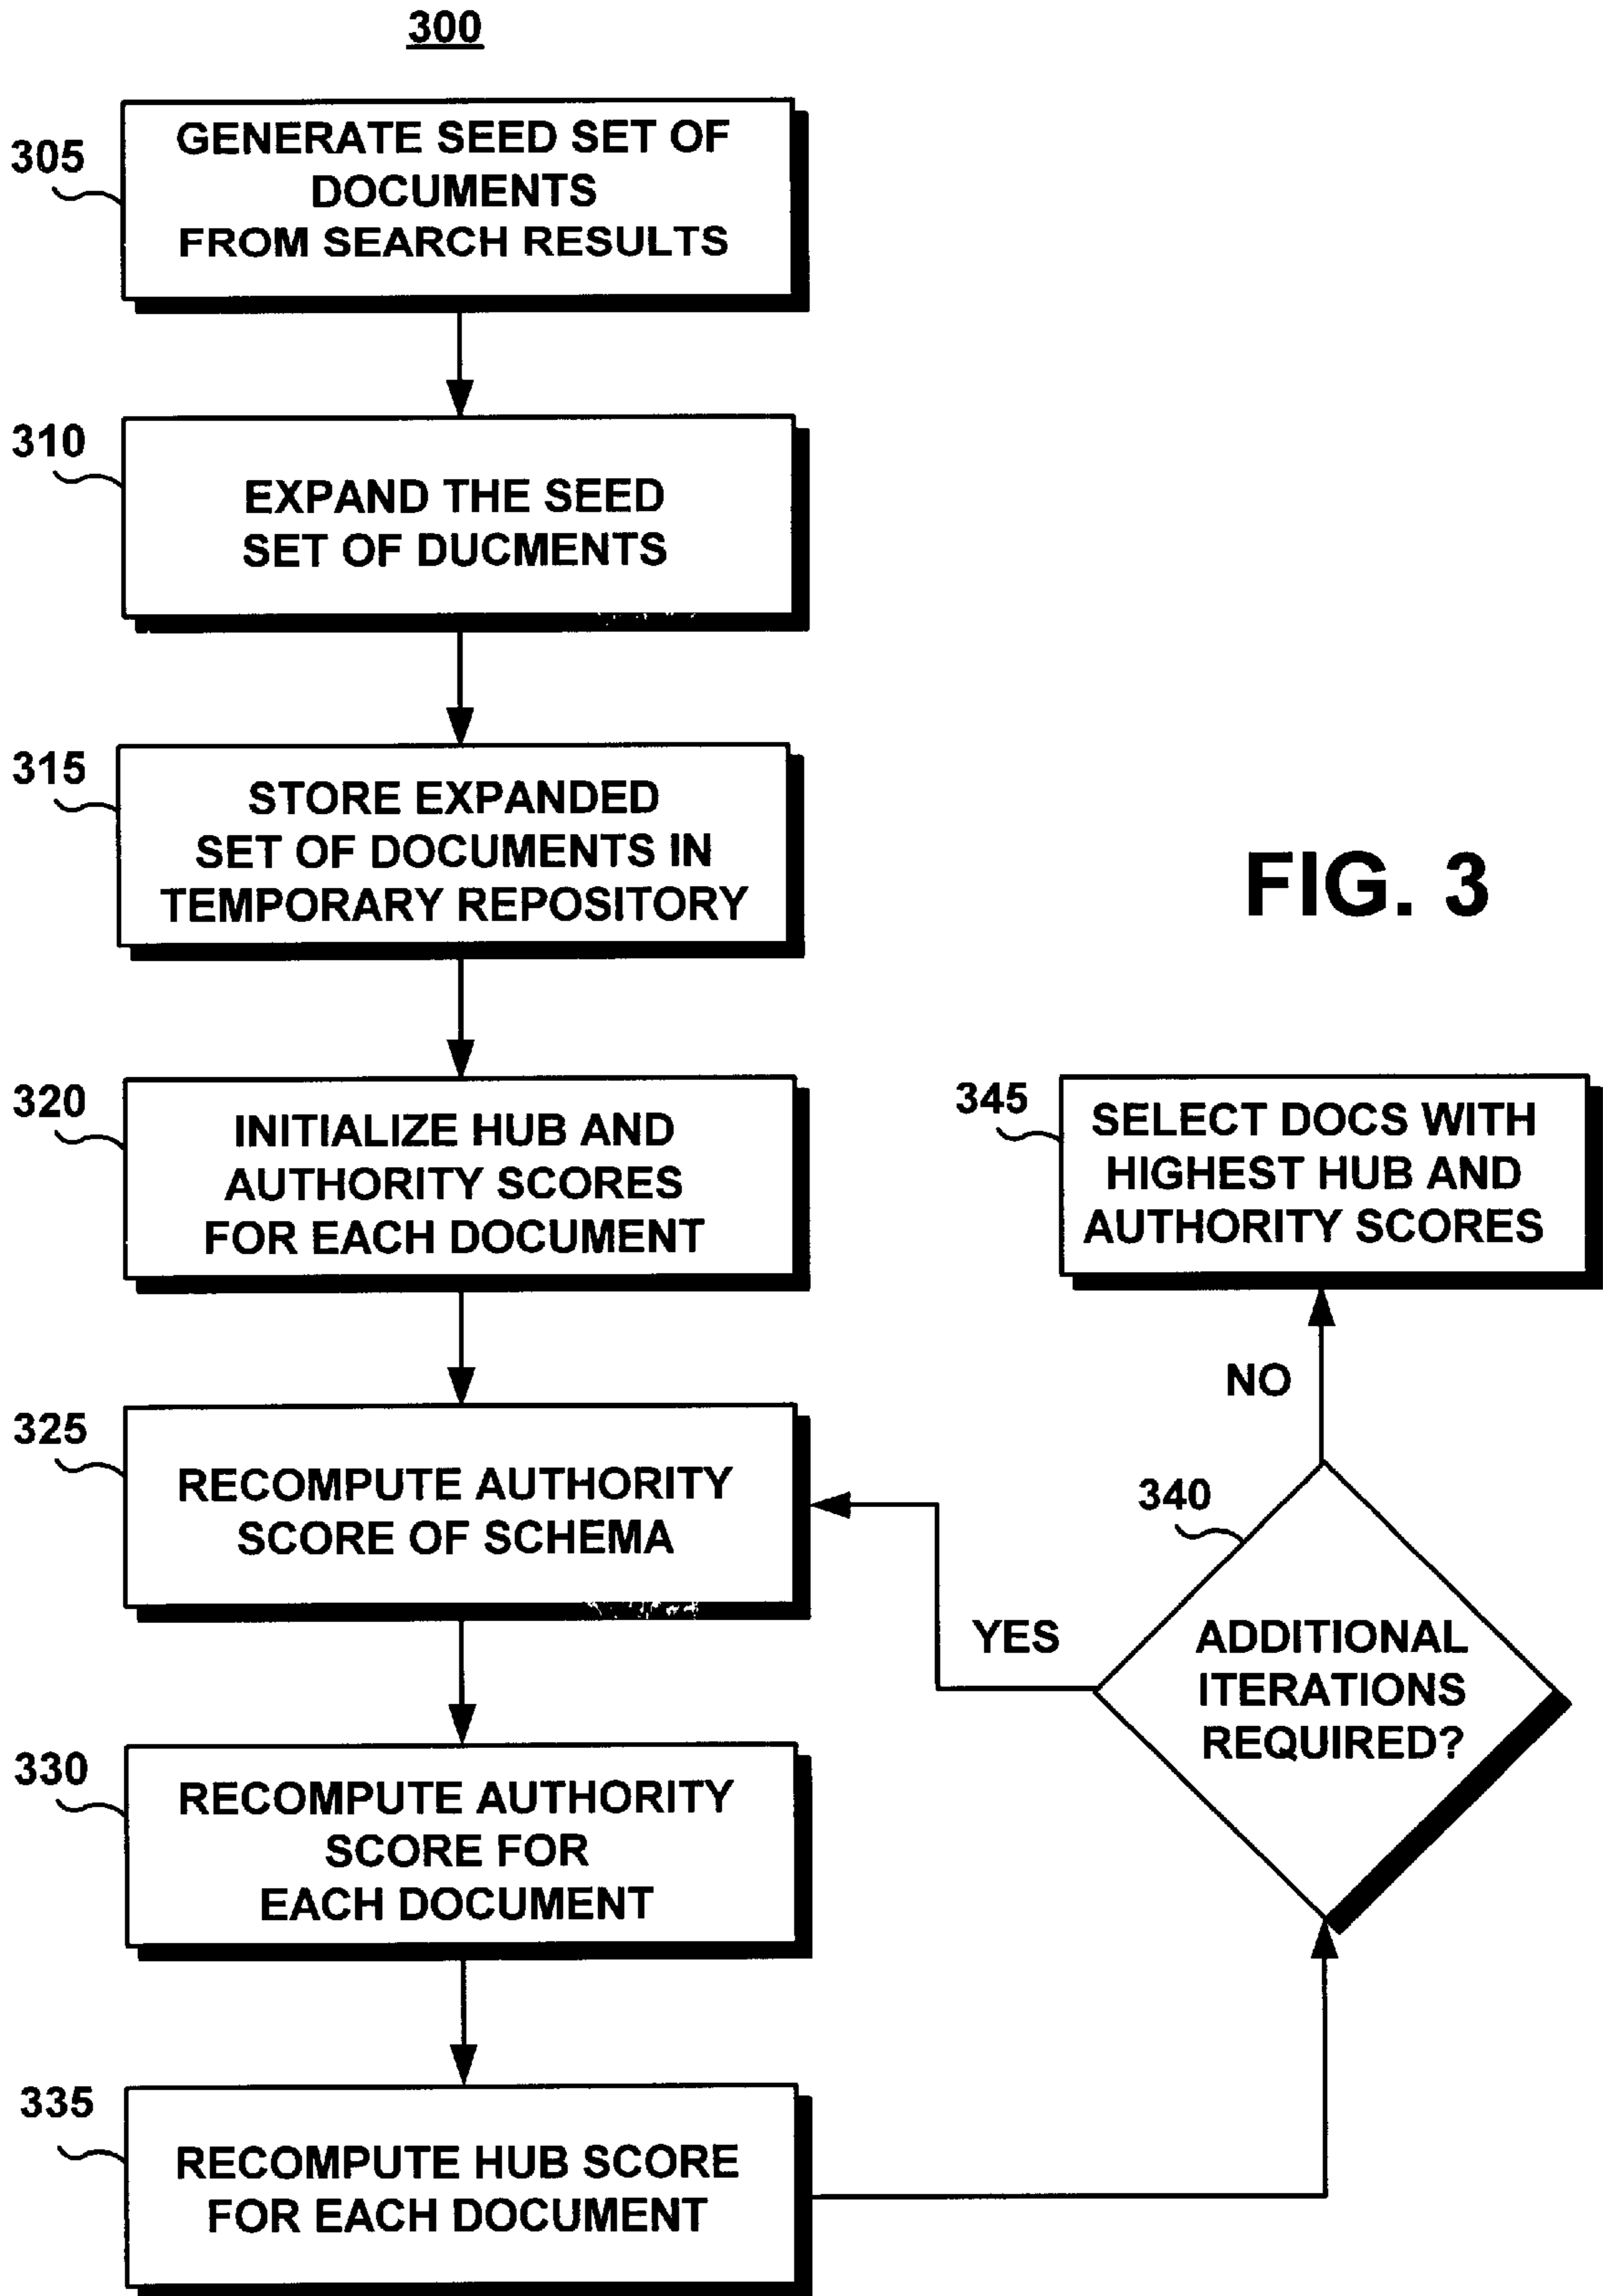 300
305
GENERATE SEED SET OF
DOCUMENTS
FROM SEARCH RESULTS
310
EXPAND THE SEED
SET OF DUCMENTS
315
STORE EXPANDED
SET OF DOCUMENTS IN
TEMPORARY REPOSITORY
FIG. 3
320
INITIALIZE HUB AND
AUTHORITY SCORES
FOR EACH DOCUMENT
345
SELECT DOCS WITH
HIGHEST HUB AND
AUTHORITY SCORES
NO
325
RECOMPUTE AUTHORITY
SCORE OF SCHEMA
340
YES
ADDITIONAL
ITERATIONS
REQUIRED?
330
RECOMPUTE AUTHORITY
SCORE FOR
EACH DOCUMENT
335
RECOMPUTE HUB SCORE
FOR EACH DOCUMENT